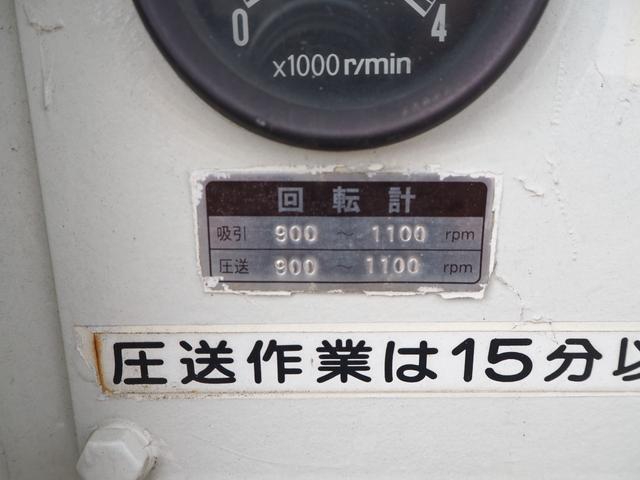 0 4
x1000 r/min
回転計
吸引 900 ～ 1100 rpm
圧送 900 ～ 1100 rpm
圧送作業は15分以